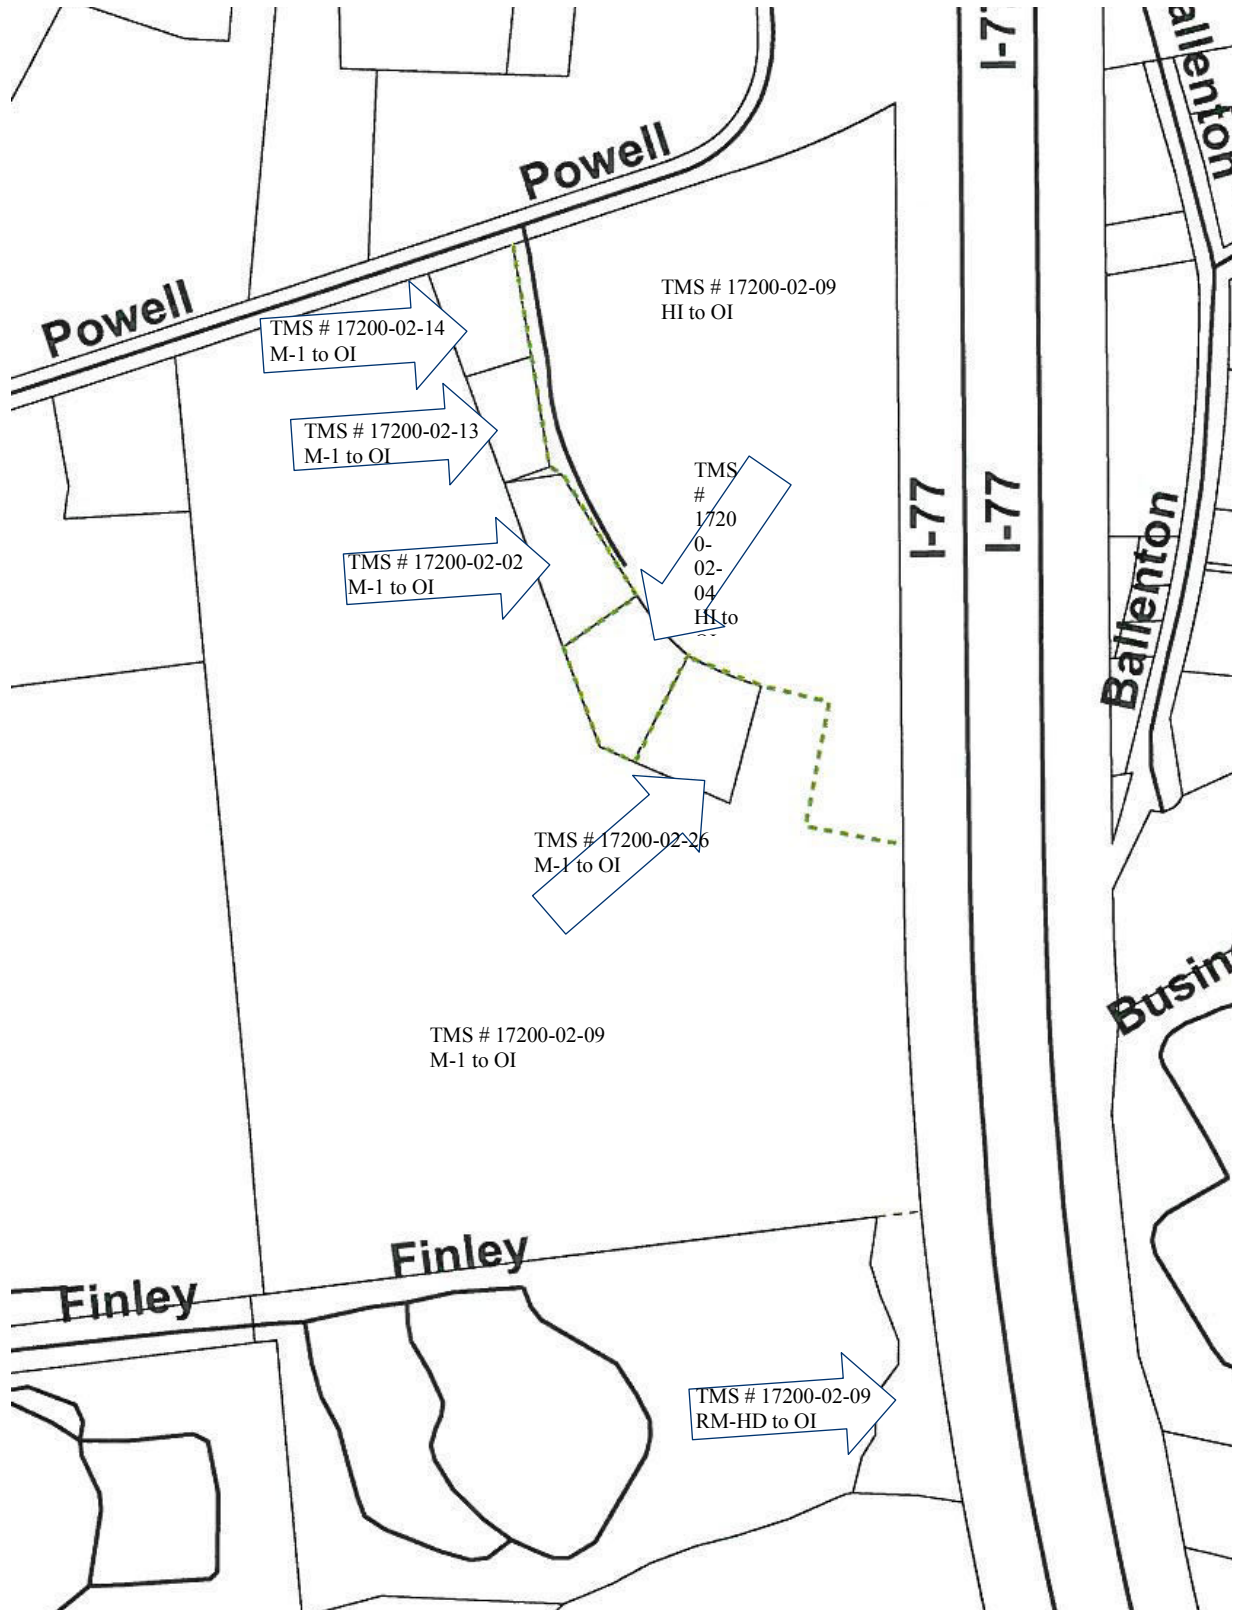 I-7
allenton
Powell
TMS # 17200-02-09
HI to OI
Powell
TMS # 17200-02-14
M-1 to OI
TMS # 17200-02-13
M-1 to OI
TMS
#
1720
0-
02-
04
HI to
I-77
I-77
Ballenton
TMS # 17200-02-02
M-1 to OI
TMS # 17200-02-26
M-1 to OI
Busin
TMS # 17200-02-09
M-1 to OI
Finley
Finley
TMS # 17200-02-09
RM-HD to OI